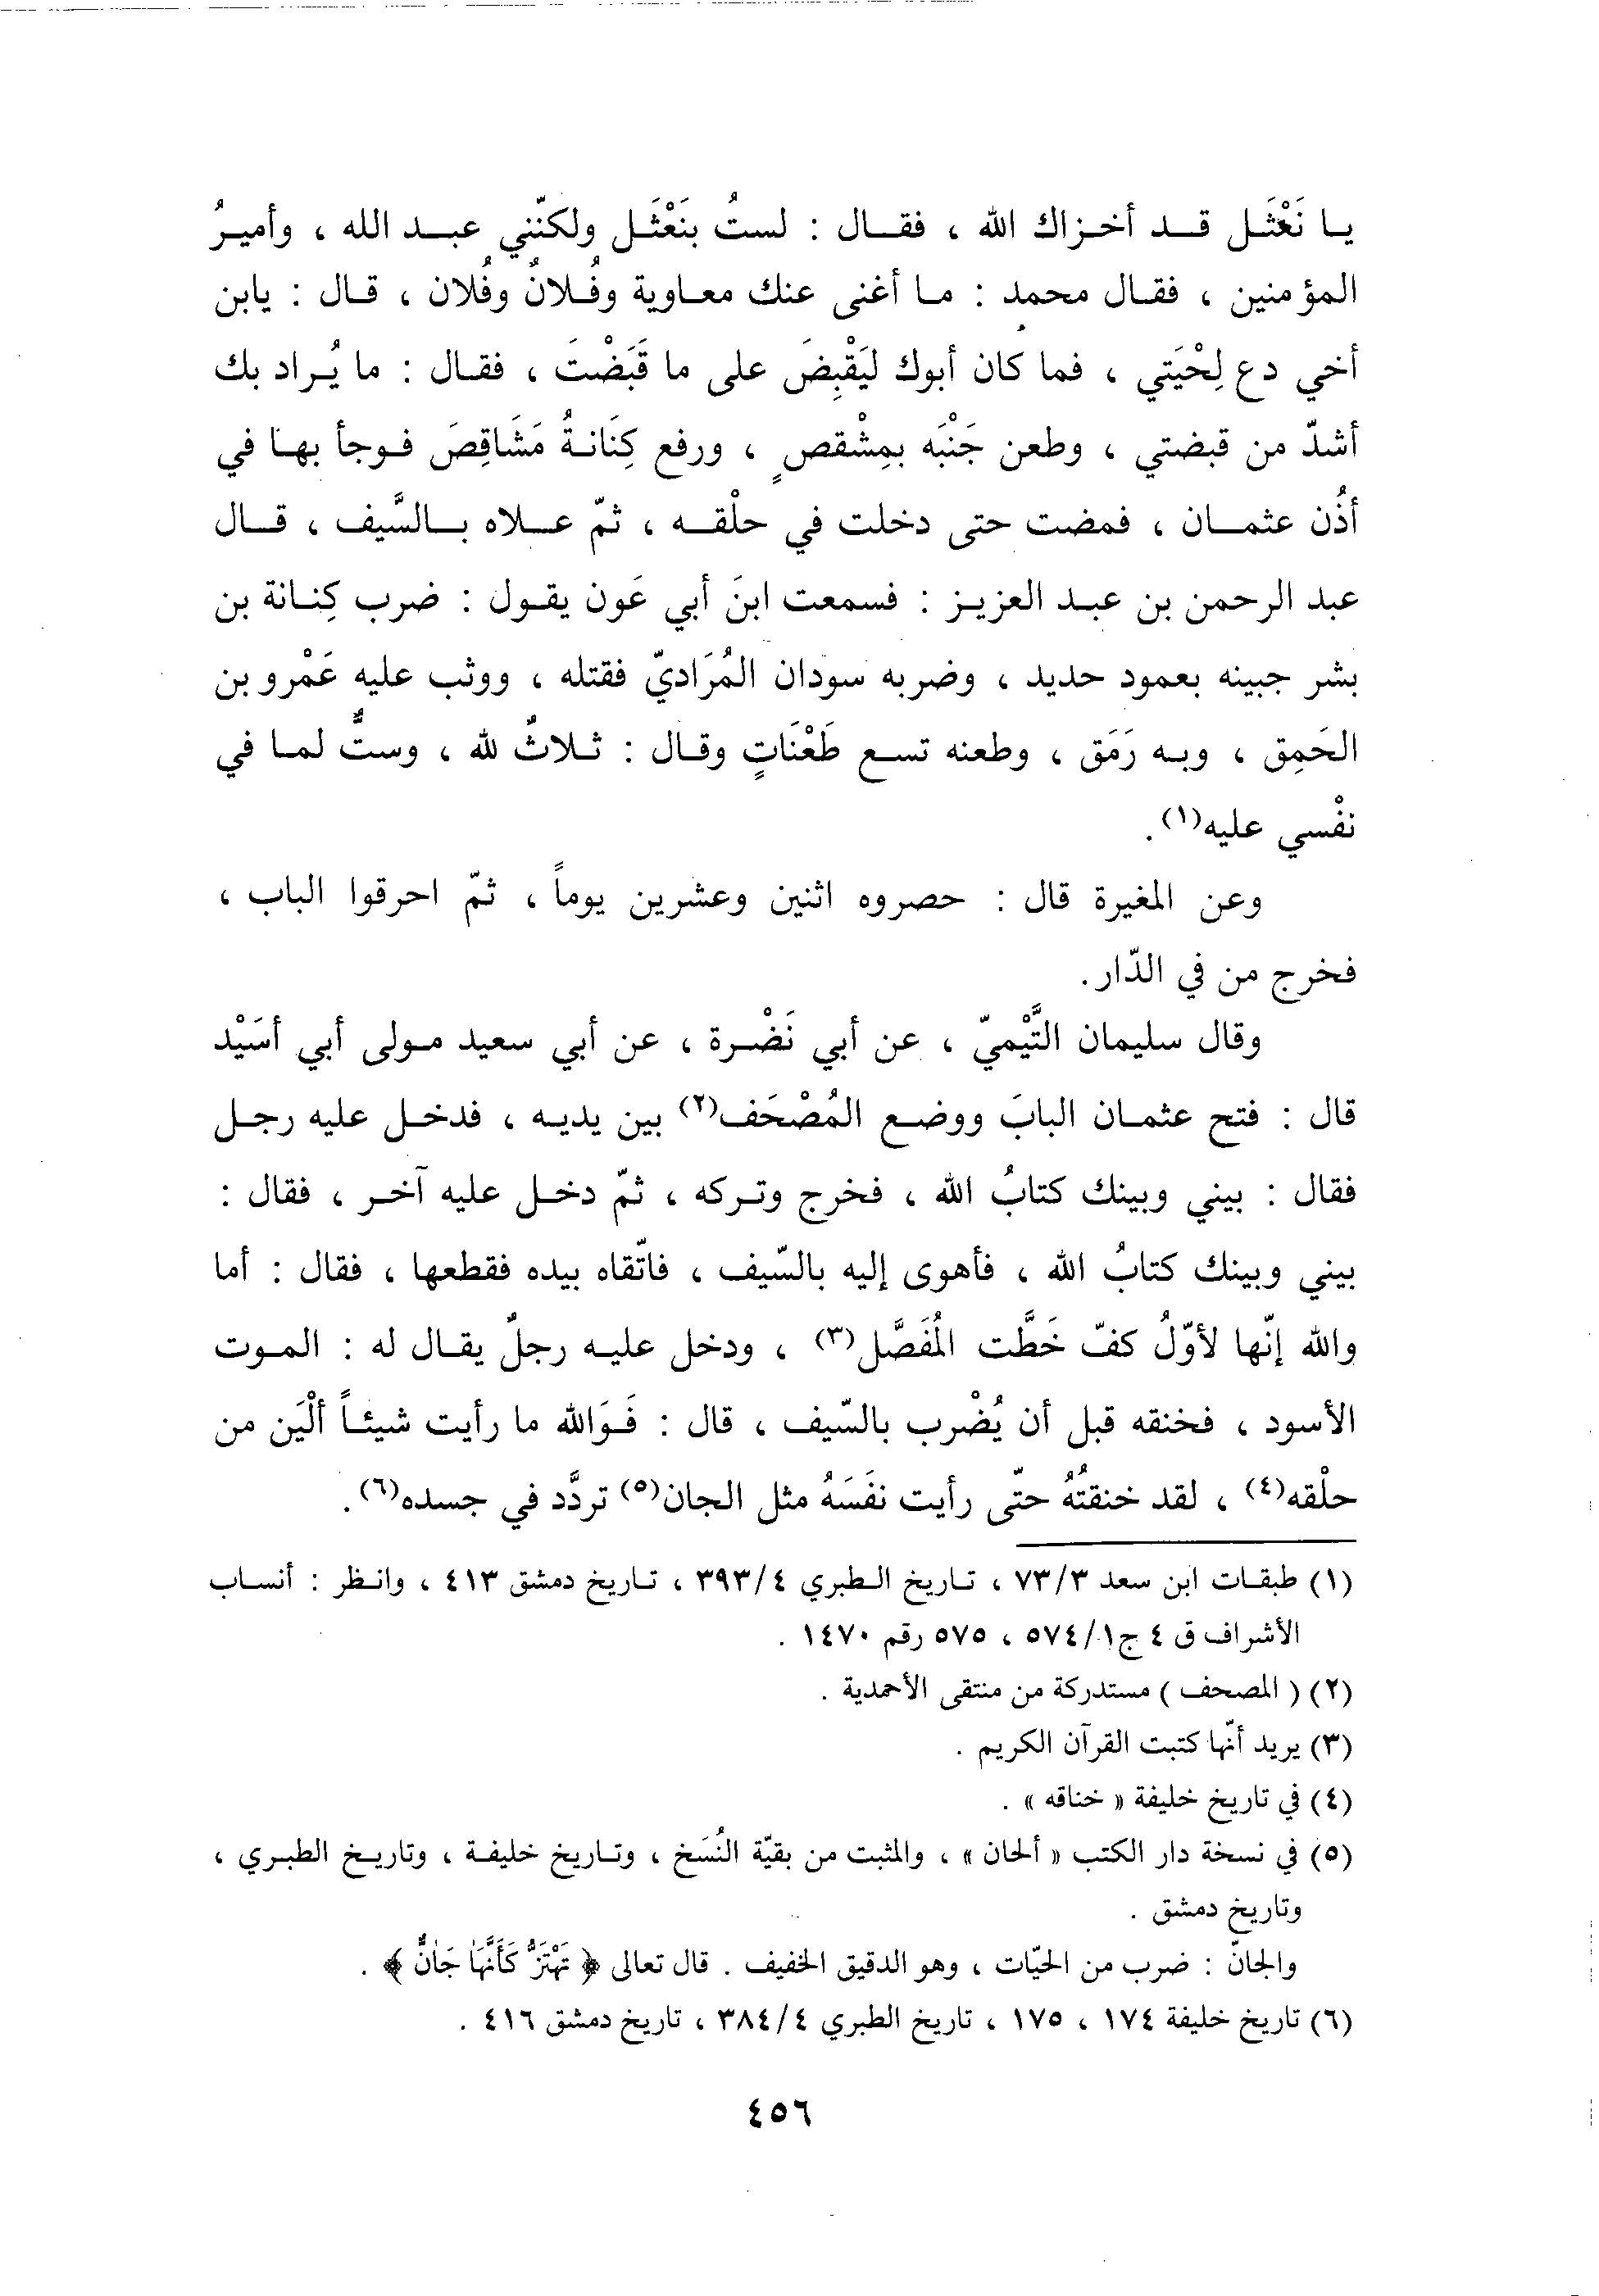 يا نَعْثَل قد أخزاك الله ، فقال : لستُ بنَعْثَل ولكنّني عبد الله ، وأميرُ
المؤمنين ، فقال محمد : ما أغنى عنك معاوية وفُلانٌ وفُلان ، قال : يابن
أخي دع لِحْيَتي ، فما كان أبوك ليَقْبِضَ على ما قَبَضْتَ ، فقال : ما يُراد بك
أشدّ من قبضتي ، وطعن جَنْبَه بمِشْقصٍ ، ورفع كِنَانةُ مَشَاقِصَ فوجأ بها في
أذُن عثمان ، فمضت حتى دخلت في حلْقه ، ثمّ علاه بالسَّيف ، قال
عبد الرحمن بن عبد العزيز : فسمعت ابنَ أبي عَون يقول : ضرب كِنانة بن
بشر جبينه بعمود حديد ، وضربه سودان المُرَاديّ فقتله ، ووثب عليه عَمْرو بن
الحَمِق ، وبه رَمَق ، وطعنه تسع طَعْنَاتٍ وقال : ثلاثٌ لله ، وستٌّ لما في
نفْسي عليه(١).
وعن المغيرة قال : حصروه اثنين وعشرين يوماً ، ثمّ احرقوا الباب ،
فخرج من في الدّار.
وقال سليمان التَّيْميّ ، عن أبي نَضْرة ، عن أبي سعيد مولى أبي أسَيْد
قال : فتح عثمان البابَ ووضع المُصْحَف(٢) بين يديه ، فدخل عليه رجل
فقال : بيني وبينك كتابُ الله ، فخرج وتركه ، ثمّ دخل عليه آخر ، فقال :
بيني وبينك كتابُ الله ، فأهوى إليه بالسّيف ، فاتّقاه بيده فقطعها ، فقال : أما
والله إنّها لأوّلُ كفّ خَطَّت المُفَصَّل(٣) ، ودخل عليه رجلٌ يقال له : الموت
الأسود ، فخنقه قبل أن يُضْرب بالسّيف ، قال : فَوَالله ما رأيت شيئاً ألْيَن من
حلْقه(٤) ، لقد خنقتُهُ حتّى رأيت نفَسَهُ مثل الجان(٥) تردَّد في جسده(٦).
(١) طبقات ابن سعد ٧٣/٣ ، تاريخ الطبري ٣٩٣/٤ ، تاريخ دمشق ٤١٣ ، وانظر : أنساب
الأشراف ق ٤ ج١/٥٧٤ ، ٥٧٥ رقم ١٤٧٠ .
(٢) ( المصحف ) مستدركة من منتقى الأحمدية .
(٣) يريد أنّها كتبت القرآن الكريم .
(٤) في تاريخ خليفة « خناقه » .
(٥) في نسخة دار الكتب « ألحان » ، والمثبت من بقيّة النُسَخ ، وتاريخ خليفة ، وتاريخ الطبري ،
وتاريخ دمشق .
والجانّ : ضرب من الحيّات ، وهو الدقيق الخفيف . قال تعالى ﴿ تَهْتَزُّ كَأَنَّهَا جَانٌّ ﴾ .
(٦) تاريخ خليفة ١٧٤ ، ١٧٥ ، تاريخ الطبري ٣٨٤/٤ ، تاريخ دمشق ٤١٦ .
٤٥٦